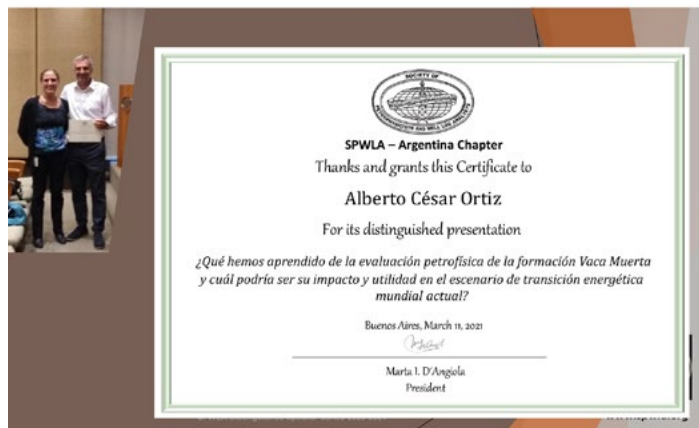 SOCIETY OF
SPWLA – Argentina Chapter
Thanks and grants this Certificate to
Alberto César Ortiz
For its distinguished presentation
¿Qué hemos aprendido de la evaluación petrofísica de la formación Vaca Muerta
y cuál podría ser su impacto y utilidad en el escenario de transición energética
mundial actual?
Buenos Aires, March 11, 2021
Marta I. D'Angiola
President